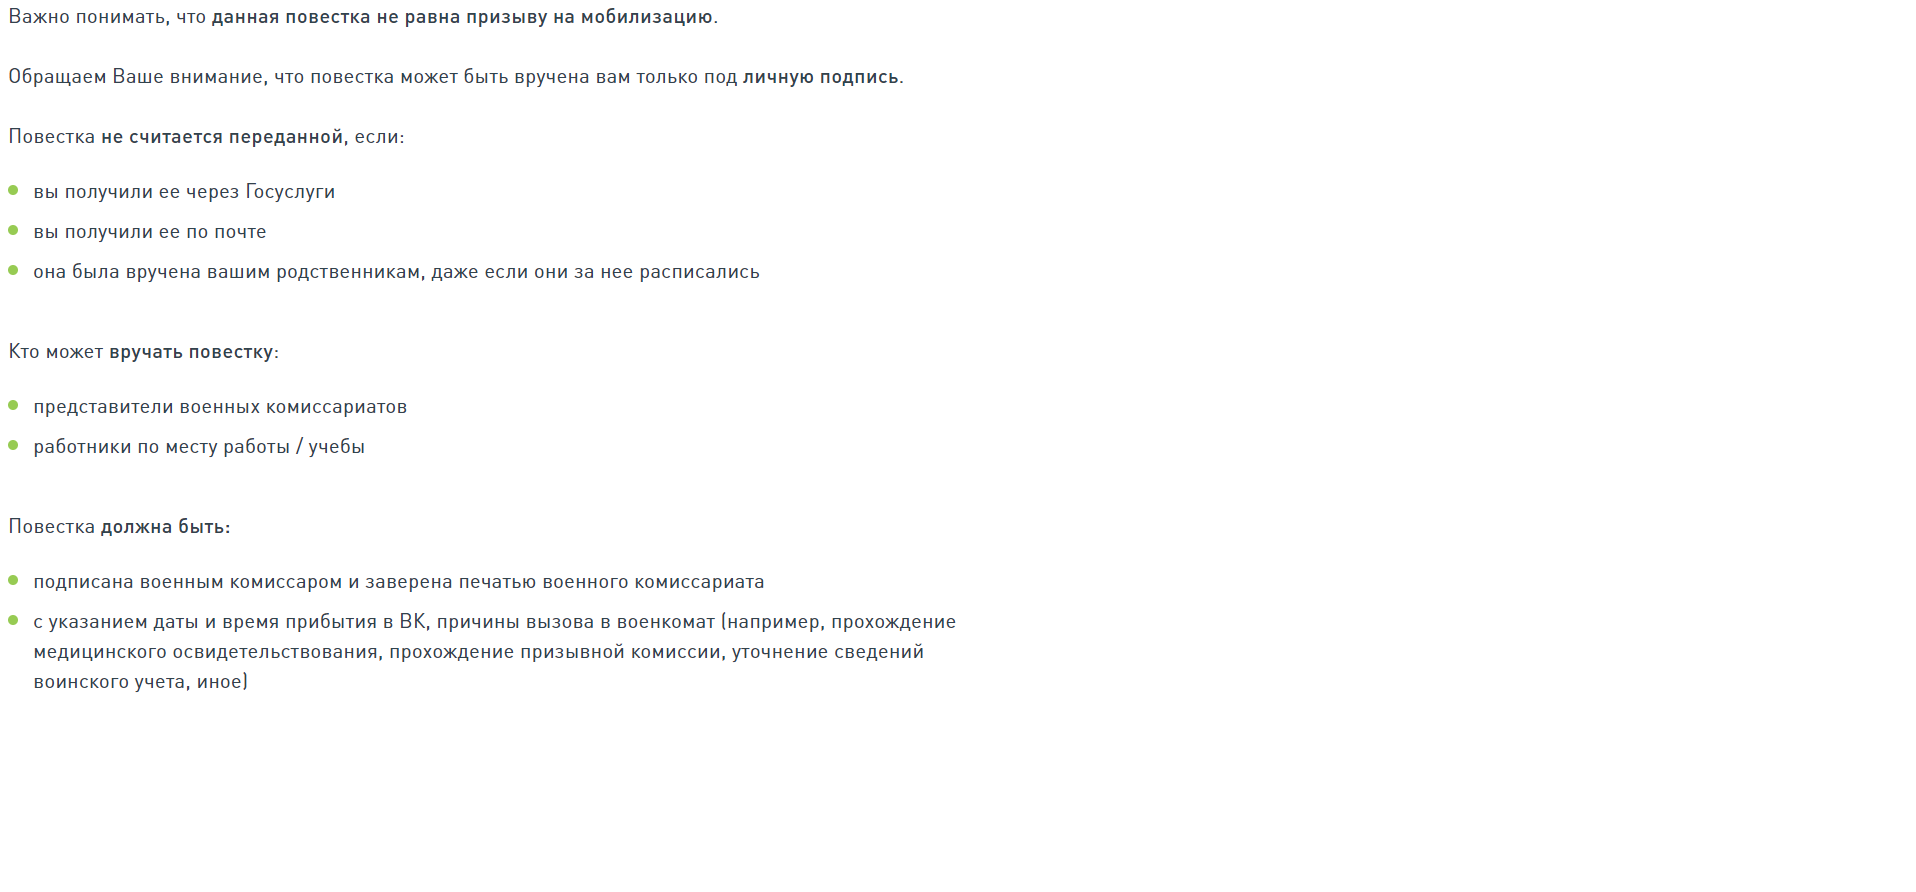 Важно понимать, что данная повестка не равна призыву на мобилизацию.
Обращаем Ваше внимание, что повестка может быть вручена вам только под личную подпись.
Повестка не считается переданной, если:
вы получили ее через Госуслуги
вы получили ее по почте
она была вручена вашим родственникам, даже если они за нее расписались
Кто может вручать повестку:
представители военных комиссариатов
работники по месту работы / учебы
Повестка должна быть:
подписана военным комиссаром и заверена печатью военного комиссариата
с указанием даты и время прибытия в ВК, причины вызова в военкомат (например, прохождение
медицинского освидетельствования, прохождение призывной комиссии, уточнение сведений
воинского учета, иное)